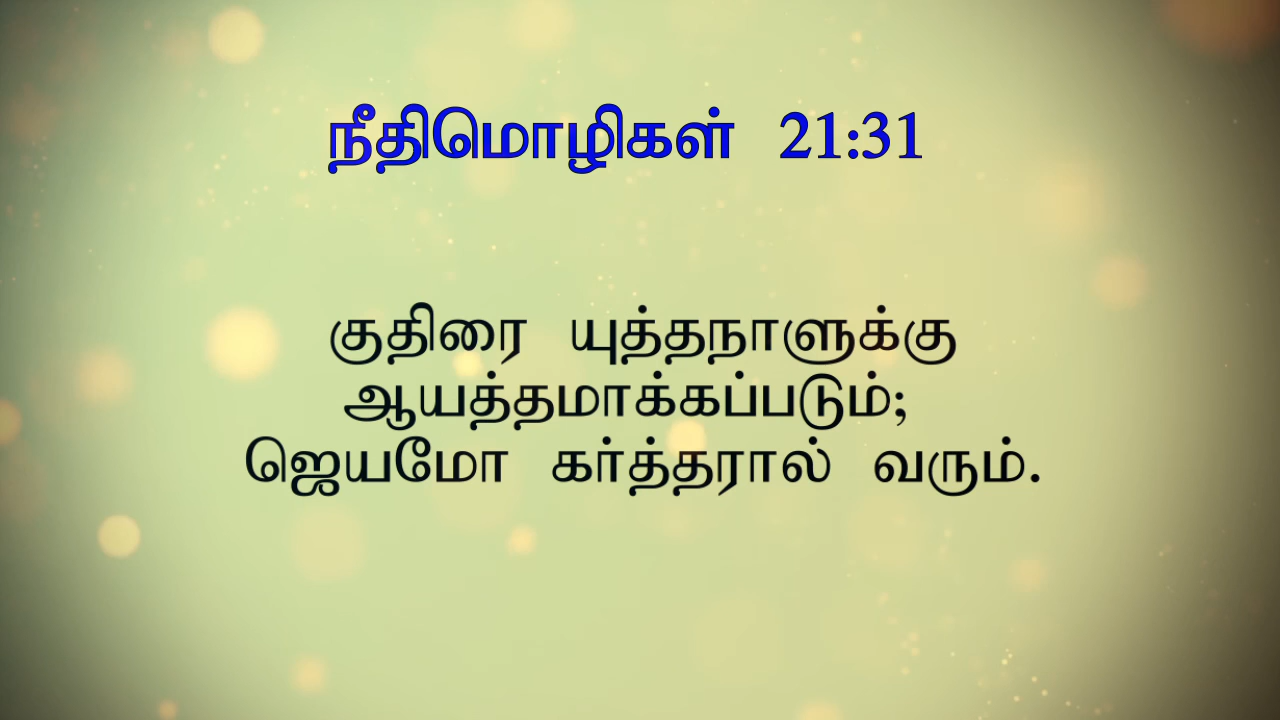 நீதிமொழிகள் 21:31
குதிரை யுத்தநாளுக்கு
ஆயத்தமாக்கப்படும்;
ஜெயமோ கர்த்தரால் வரும்.